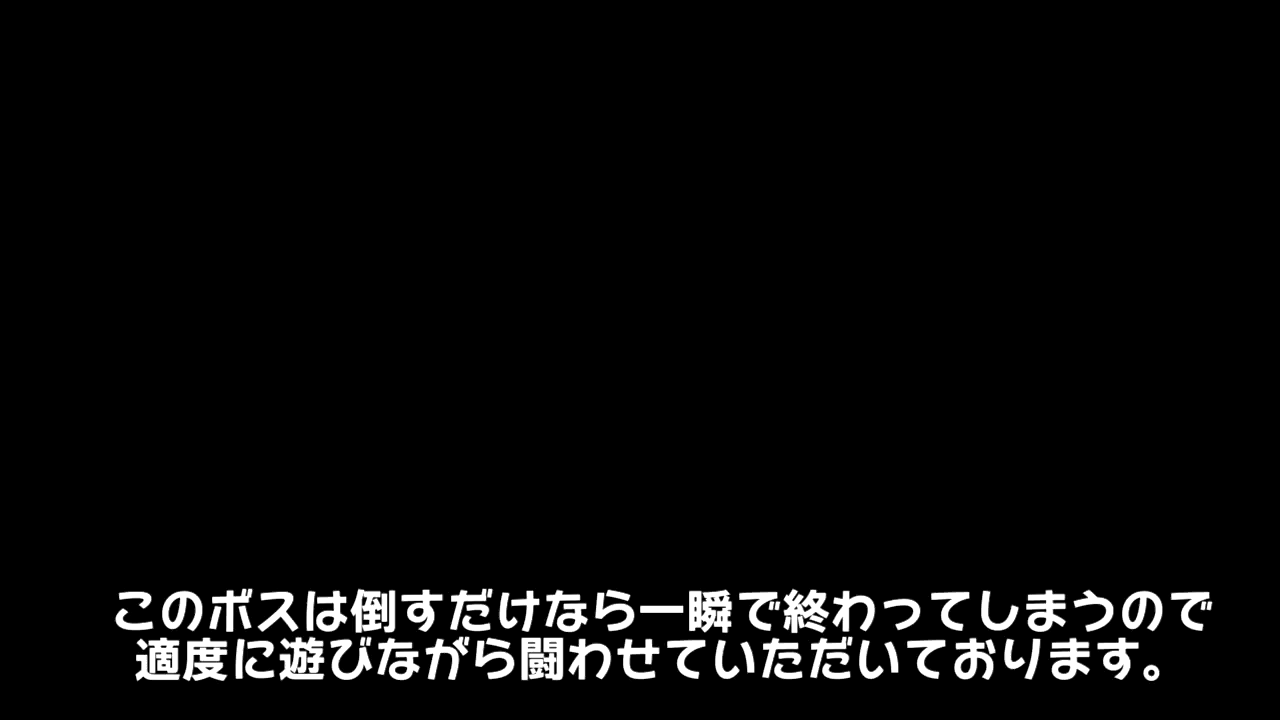 このボスは倒すだけなら一瞬で終わってしまうので
適度に遊びながら闘わせていただいております。